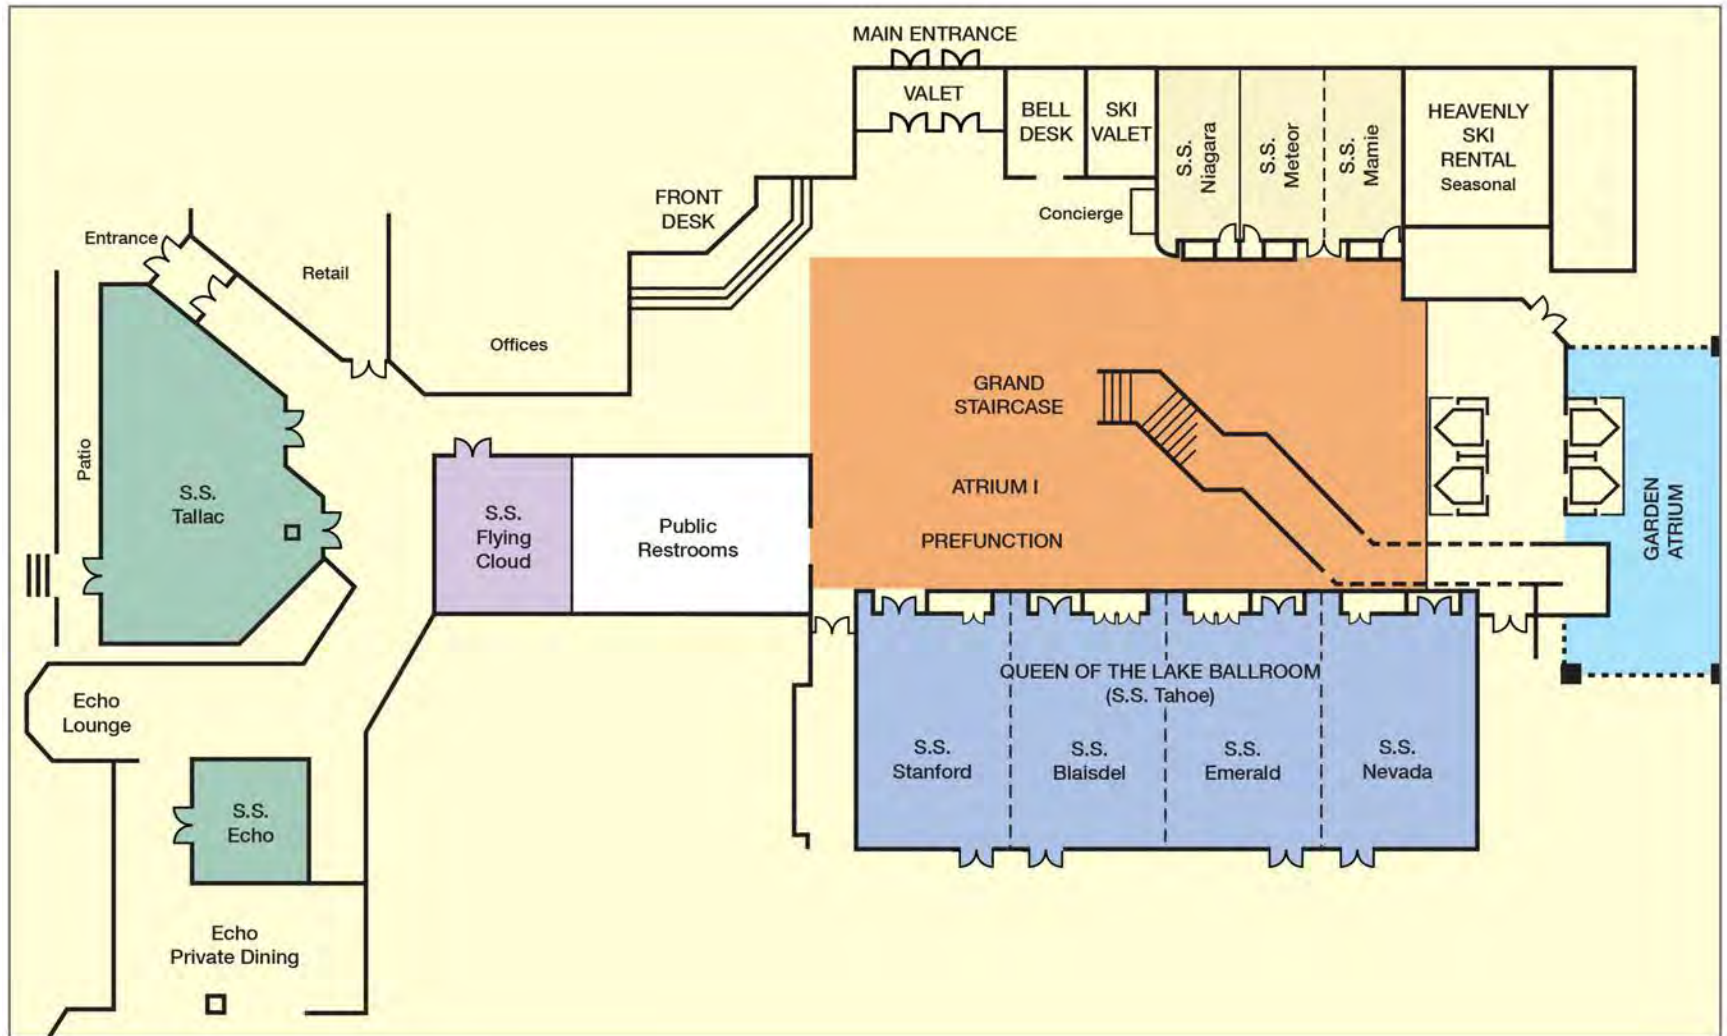 MAIN ENTRANCE
VALET
BELL
DESK
SKI
VALET
S.S.
Niagara
S.S.
Meteor
S.S.
Mamie
HEAVENLY
SKI
RENTAL
Seasonal
FRONT
DESK
Concierge
Entrance
Retail
Offices
Patio
S.S.
Tallac
S.S.
Flying
Cloud
Public
Restrooms
GRAND
STAIRCASE
ATRIUM I
PREFUNCTION
GARDEN
ATRIUM
QUEEN OF THE LAKE BALLROOM
(S.S. Tahoe)
S.S.
Stanford
S.S.
Blaisdel
S.S.
Emerald
S.S.
Nevada
Echo
Lounge
S.S.
Echo
Echo
Private Dining